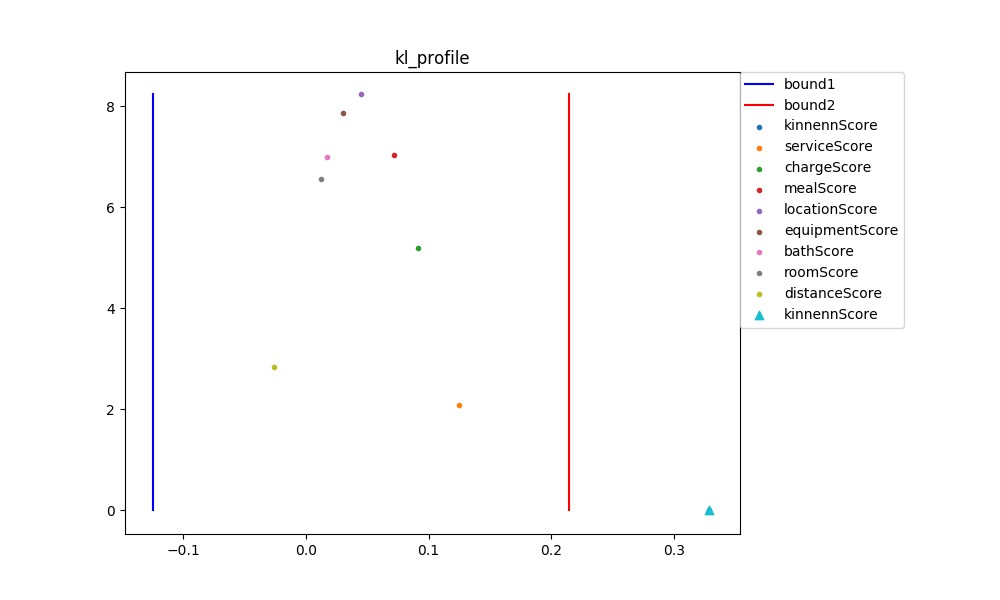 kl_profile
8
6
4
2
0
−0.1
0.0
0.1
0.2
0.3
bound1
bound2
kinnennScore
serviceScore
chargeScore
mealScore
locationScore
equipmentScore
bathScore
roomScore
distanceScore
kinnennScore